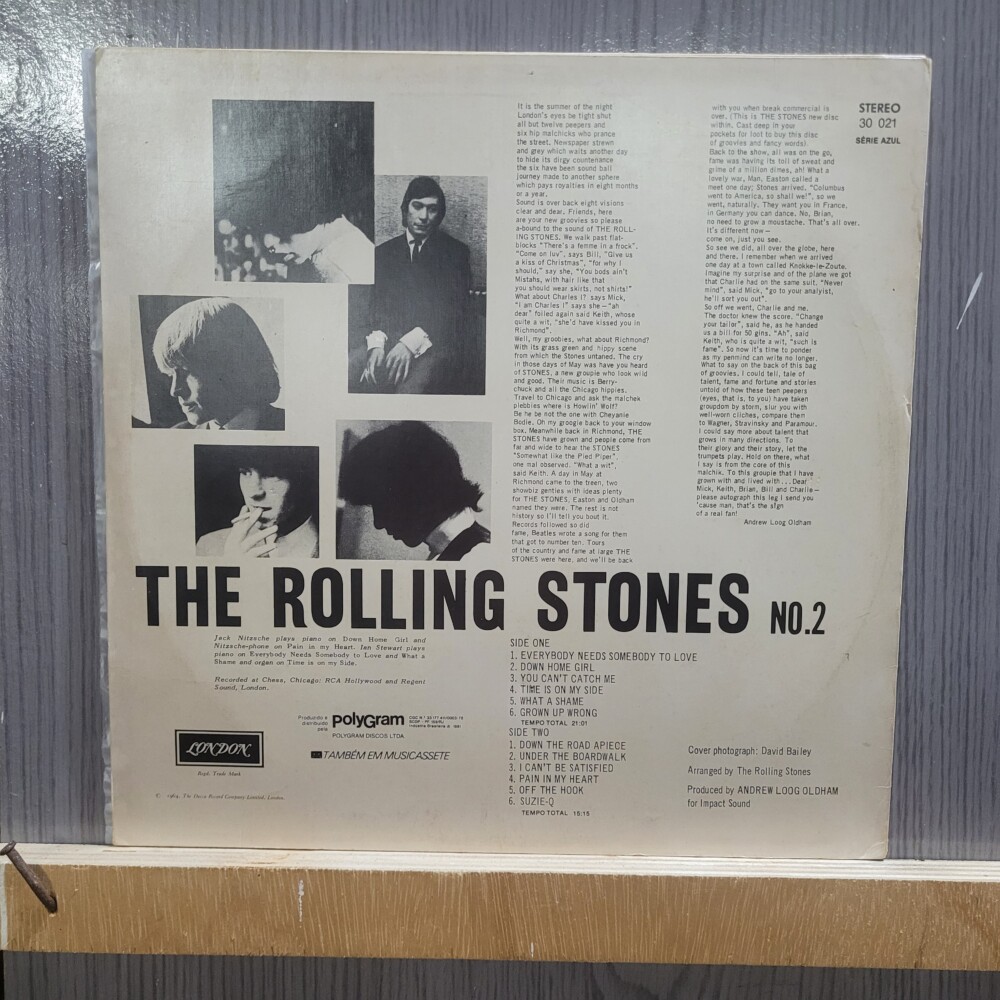 STEREO
30 021
SÉRIE AZUL
It is the summer of the night
London's eyes be tight shut
all but twelve peepers and
six hip malchicks who prance
the street. Newspaper strewn
and grey which waits another day
to hide its dirgy countenance
the six have been sound ball
journey made to another sphere
which pays royalties in eight months
or a year.
Sound is over back eight visions
clear and dear. Friends, here
are your new groovies so please
a-bound to the sound of THE ROLL-
ING STONES. We walk past flat-
blocks "There's a femme in a frock".
"Come on luv", says Bill, "Give us
a kiss of Christmas", "for why I
should," say she, "You bods ain't
Mistahs, with hair like that
you should wear skirts, not shirts!"
What about Charles I? says Mick,
"I am Charles I" says she—"ah
dear" foiled again said Keith, whose
quite a wit, "she'd have kissed you in
Richmond".
Well, my groobies, what about Richmond?
With its grass green and hippy scene
from which the Stones untaned. The cry
in those days of May was have you heard
of STONES, a new groupie who look wild
and good. Their music is Berry-
chuck and all the Chicago hippies.
Travel to Chicago and ask the malchek
plebbies where is Howlin' Wolf?
Be he be not the one with Cheyanie
Bodie. Oh my groogie back to your window
box. Meanwhile back in Richmond, THE
STONES have grown and people come from
far and wide to hear the STONES
"Somewhat like the Pied Piper".
one mal observed. "What a wit",
said Keith. A day in May at
Richmond came to the treen, two
showbiz gentles with ideas plenty
for THE STONES. Easton and Oldham
named they were. The rest is not
history so I'll tell you bout it.
Records followed so did
fame, Beatles wrote a song for them
that got to number ten. Tours
of the country and fame at large THE
STONES were here, and we'll be back
with you when break commercial is
over. (This is THE STONES new disc
within. Cast deep in your
pockets for loot to buy this disc
of groovies and fancy words).
Back to the show, all was on the go,
fame was having its toll of sweat and
grime of a million dimes, ah! What a
lovely war, Man, Easton called a
meet one day; Stones arrived. "Columbus
went to America, so shall we!", so we
went, naturally. They want you in France,
in Germany you can dance. No, Brian,
no need to grow a moustache. That's all over.
It's different now—
come on, just you see.
So see we did, all over the globe, here
and there. I remember when we arrived
one day at a town called Knokke-le-Zoute.
Imagine my surprise and of the plane we got
that Charlie had on the same suit. "Never
mind", said Mick, "go to your analyist,
he'll sort you out".
So off we went, Charlie and me.
The doctor knew the score. "Change
your tailor", said he, as he handed
us a bill for 50 gins. "Ah", said
Keith, who is quite a wit, "such is
fame". So now it's time to ponder
as my penmind can write no longer.
What to say on the back of this bag
of groovies. I could tell, tale of
talent, fame and fortune and stories
untold of how these teen peepers
(eyes, that is, to you) have taken
groupdom by storm, slur you with
well-worn cliches, compare them
to Wagner, Stravinsky and Paramour.
I could say more about talent that
grows in many directions. To
their glory and their story, let the
trumpets play. Hold on there, what
I say is from the core of this
malchik. To this groupie that I have
grown with and lived with...Dear
Mick, Keith, Brian, Bill and Charlie—
please autograph this leg I send you
'cause man, that's the sign
of a real fan!
Andrew Loog Oldham
THE ROLLING STONES NO.2
Jack Nitzsche plays piano on Down Home Girl and
Nitzsche-phone on Pain in my Heart. Ian Stewart plays
piano on Everybody Needs Somebody to Love and What a
Shame and organ on Time is on my Side.
Recorded at Chess, Chicago: RCA Hollywood and Regent
Sound, London.
SIDE ONE
1. EVERYBODY NEEDS SOMEBODY TO LOVE
2. DOWN HOME GIRL
3. YOU CAN'T CATCH ME
4. TIME IS ON MY SIDE
5. WHAT A SHAME
6. GROWN UP WRONG
TEMPO TOTAL 21:01
SIDE TWO
1. DOWN THE ROAD APIECE
2. UNDER THE BOARDWALK
3. I CAN'T BE SATISFIED
4. PAIN IN MY HEART
5. OFF THE HOOK
6. SUZIE-Q
TEMPO TOTAL 15:15
Produzido e
distribuido
pela
polyGram
POLYGRAM DISCOS LTDA.
TAMBÉM EM MUSICASSETE
LONDON
Regd. Trade Mark
© 1964, The Decca Record Company Limited, London.
Cover photograph: David Bailey
Arranged by The Rolling Stones
Produced by ANDREW LOOG OLDHAM
for Impact Sound